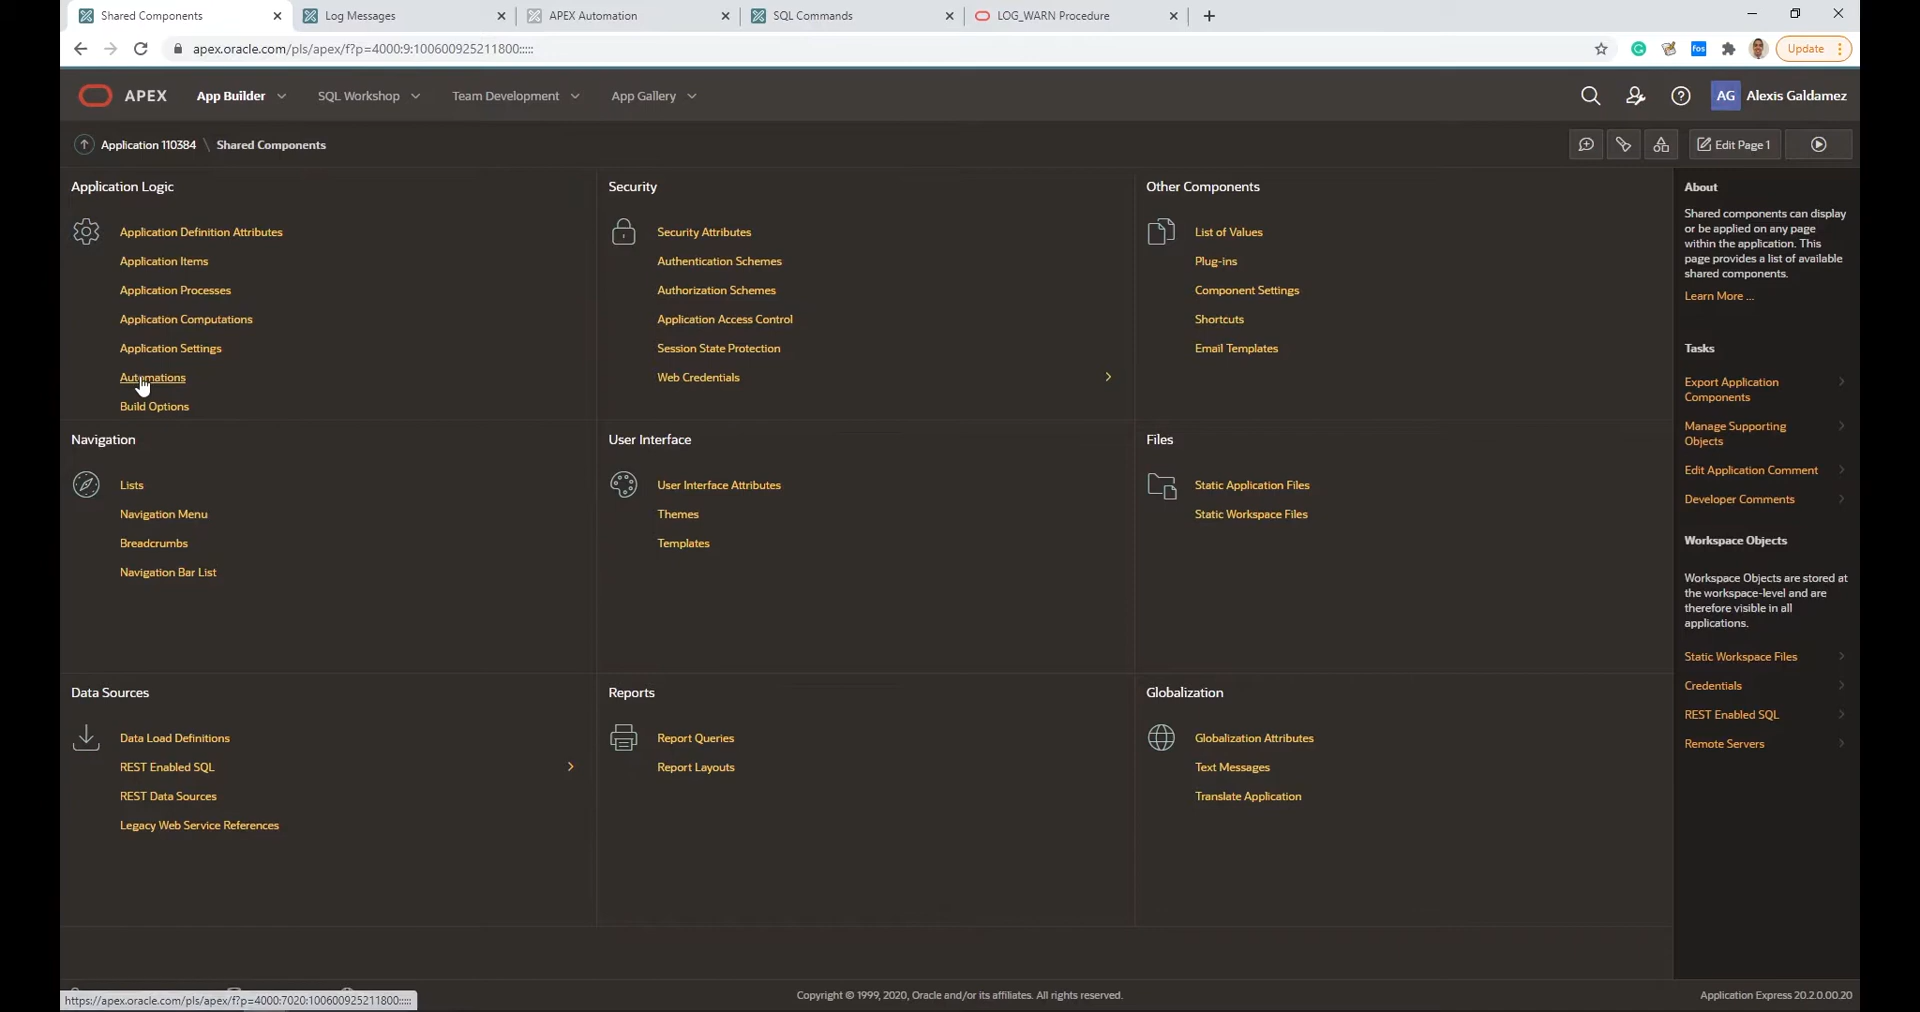 Shared Components
Log Messages
APEX Automation
SQL Commands
LOG_WARN Procedure
apex.oracle.com/pls/apex/f?p=4000:9:100600925211800:::::
fos
Update
APEX
App Builder
SQL Workshop
Team Development
App Gallery
AG
Alexis Galdamez
Application 110384 \ Shared Components
Edit Page 1
Application Logic
Application Definition Attributes
Application Items
Application Processes
Application Computations
Application Settings
Automations
Build Options
Security
Security Attributes
Authentication Schemes
Authorization Schemes
Application Access Control
Session State Protection
Web Credentials
Other Components
List of Values
Plug-ins
Component Settings
Shortcuts
Email Templates
Navigation
Lists
Navigation Menu
Breadcrumbs
Navigation Bar List
User Interface
User Interface Attributes
Themes
Templates
Files
Static Application Files
Static Workspace Files
Data Sources
Data Load Definitions
REST Enabled SQL
REST Data Sources
Legacy Web Service References
Reports
Report Queries
Report Layouts
Globalization
Globalization Attributes
Text Messages
Translate Application
About
Shared components can display
or be applied on any page
within the application. This
page provides a list of available
shared components.
Learn More ...
Tasks
Export Application
Components
Manage Supporting
Objects
Edit Application Comment
Developer Comments
Workspace Objects
Workspace Objects are stored at
the workspace-level and are
therefore visible in all
applications.
Static Workspace Files
Credentials
REST Enabled SQL
Remote Servers
https://apex.oracle.com/pls/apex/f?p=4000:7020:100600925211800:::::
Copyright © 1999, 2020, Oracle and/or its affiliates. All rights reserved.
Application Express 20.2.0.00.20